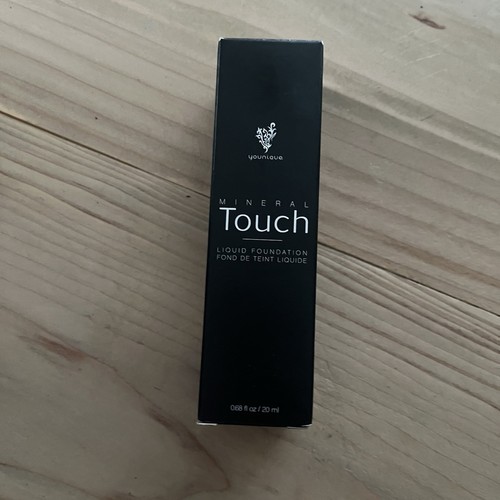 younique
MINERAL
Touch
LIQUID FOUNDATION
FOND DE TEINT LIQUIDE
0.68 fl oz / 20 ml